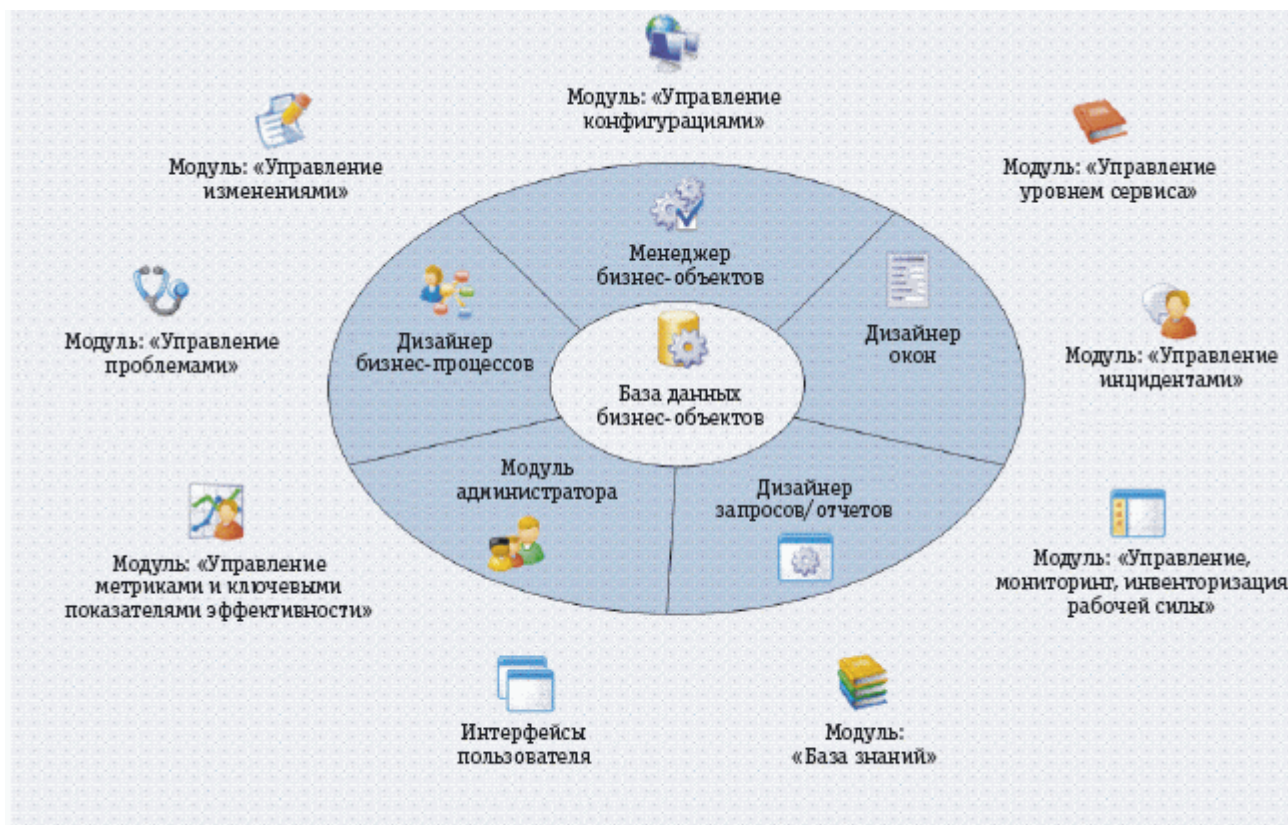 Модуль: «Управление
конфигурациями»
Модуль: «Управление
изменениями»
Модуль: «Управление
уровнем сервиса»
Менеджер
бизнес-объектов
Дизайнер
бизнес-процессов
Дизайнер
окон
Модуль: «Управление
проблемами»
Модуль: «Управление
инцидентами»
База данных
бизнес-объектов
Модуль
администратора
Дизайнер
запросов/отчетов
Модуль: «Управление
метриками и ключевыми
показателями эффективности»
Модуль: «Управление,
мониторинг, инвенторизация
рабочей силы»
Интерфейсы
пользователя
Модуль:
«База знаний»